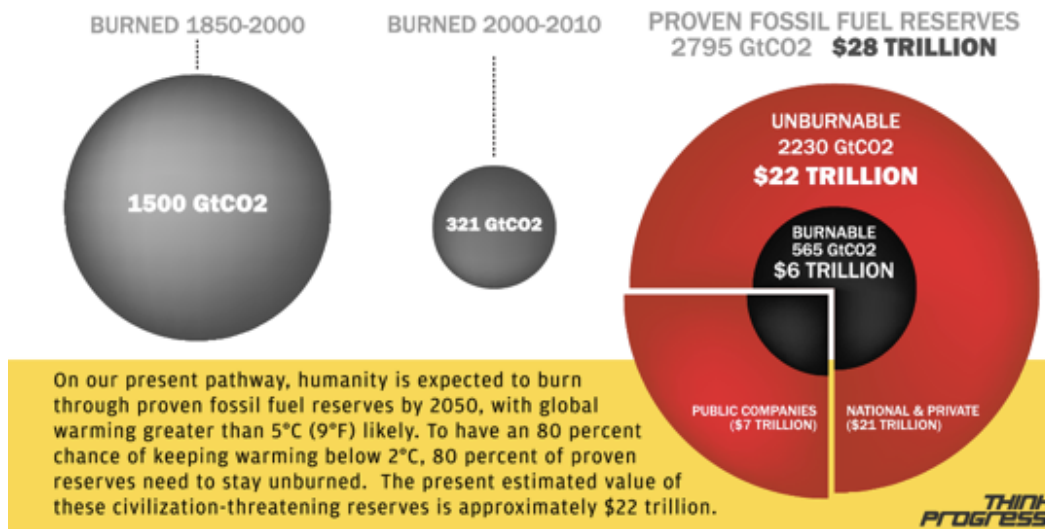 BURNED 1850-2000
1500 GtCO2
BURNED 2000-2010
321 GtCO2
PROVEN FOSSIL FUEL RESERVES
2795 GtCO2 $28 TRILLION
UNBURNABLE
2230 GtCO2
$22 TRILLION
BURNABLE
565 GtCO2
$6 TRILLION
PUBLIC COMPANIES
($7 TRILLION)
NATIONAL & PRIVATE
($21 TRILLION)
On our present pathway, humanity is expected to burn
through proven fossil fuel reserves by 2050, with global
warming greater than 5°C (9°F) likely. To have an 80 percent
chance of keeping warming below 2°C, 80 percent of proven
reserves need to stay unburned. The present estimated value of
these civilization-threatening reserves is approximately $22 trillion.
THINK
PROGRESS